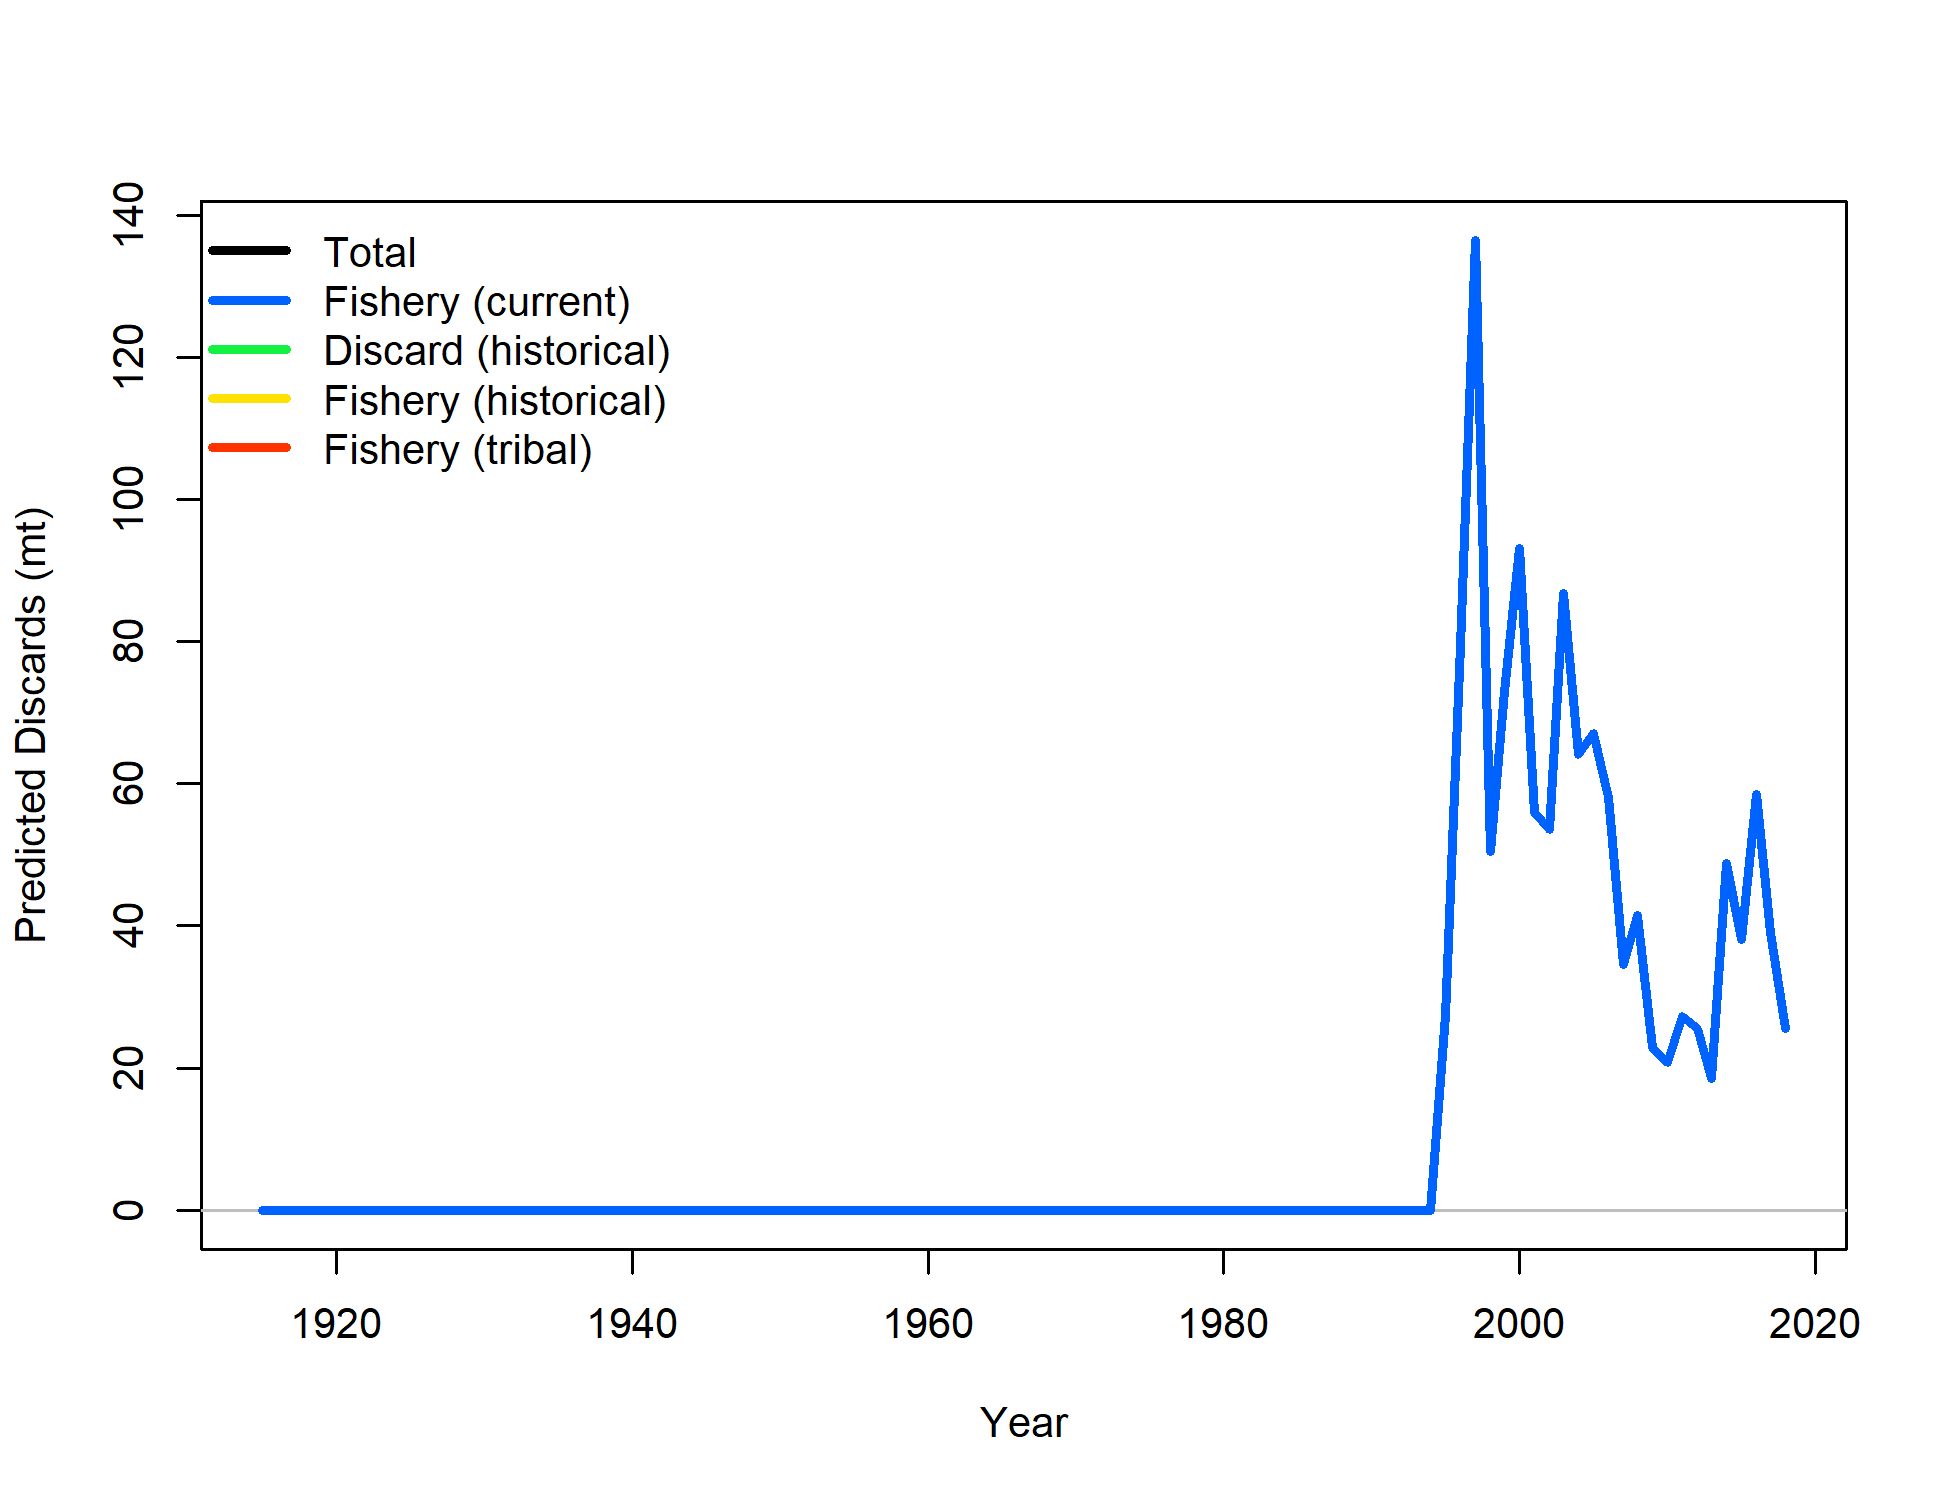 Total
Fishery (current)
Discard (historical)
Fishery (historical)
Fishery (tribal)
Predicted Discards (mt)
140
120
100
80
60
40
20
0
1920 1940 1960 1980 2000 2020
Year